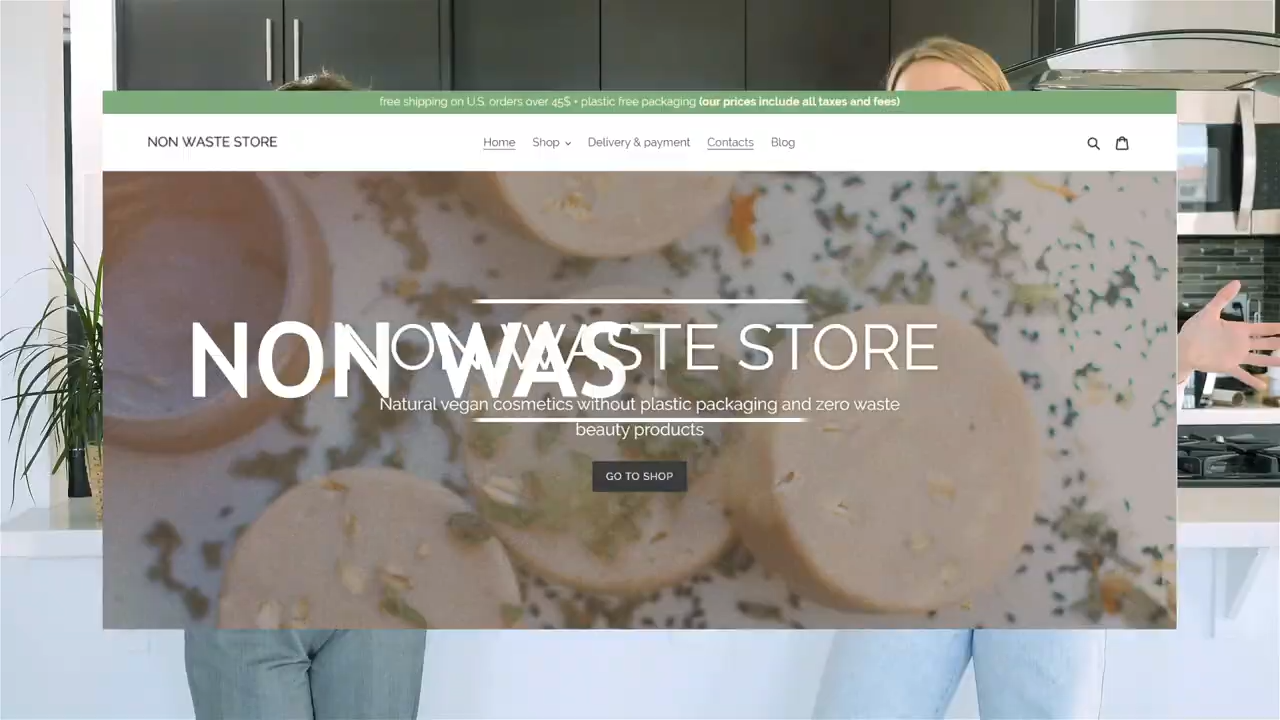 free shipping on U.S. orders over 45$ • plastic free packaging (our prices include all taxes and fees)
NON WASTE STORE
Home Shop Delivery & payment Contacts Blog
NON WASTE STORE
NON WAS
Natural vegan cosmetics without plastic packaging and zero waste
beauty products
GO TO SHOP